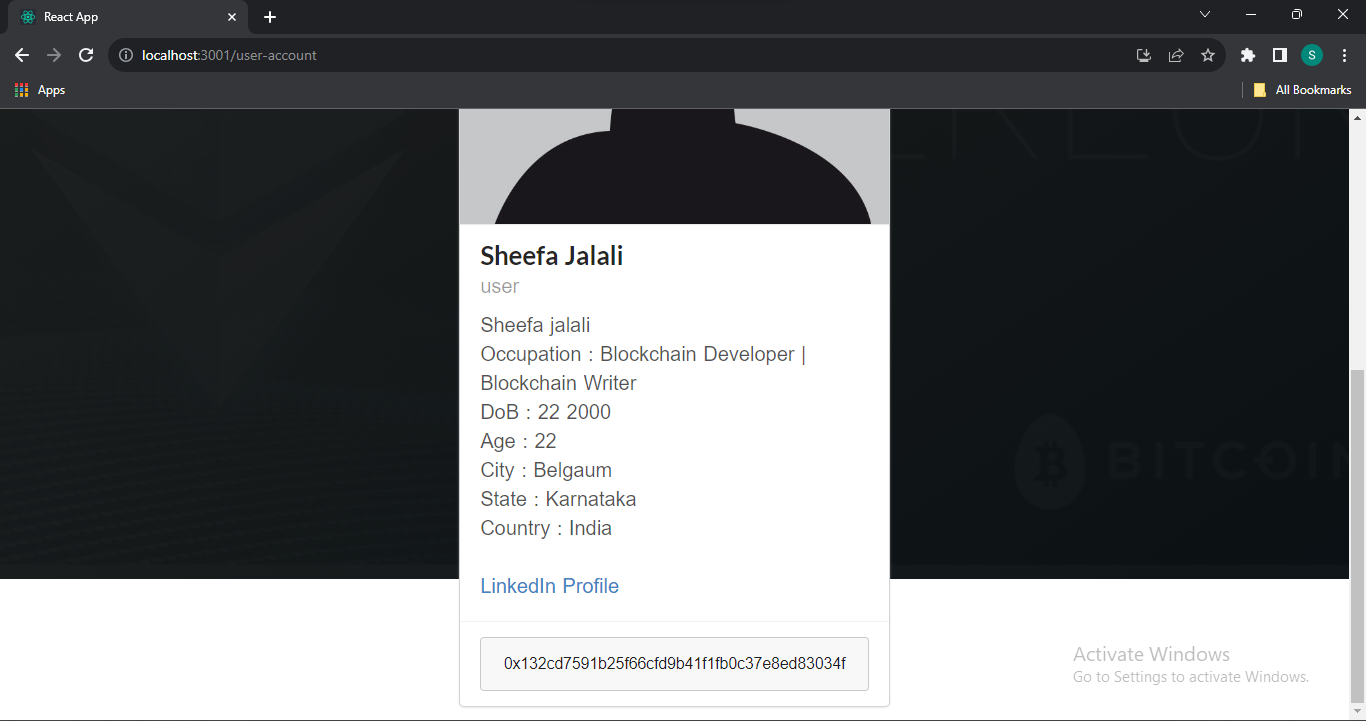 React App
localhost:3001/user-account
S
Apps
All Bookmarks
Sheefa Jalali
user
Sheefa jalali
Occupation : Blockchain Developer |
Blockchain Writer
DoB : 22 2000
Age : 22
City : Belgaum
State : Karnataka
Country : India
BITCOIN
LinkedIn Profile
0x132cd7591b25f66cfd9b41f1fb0c37e8ed83034f
Activate Windows
Go to Settings to activate Windows.